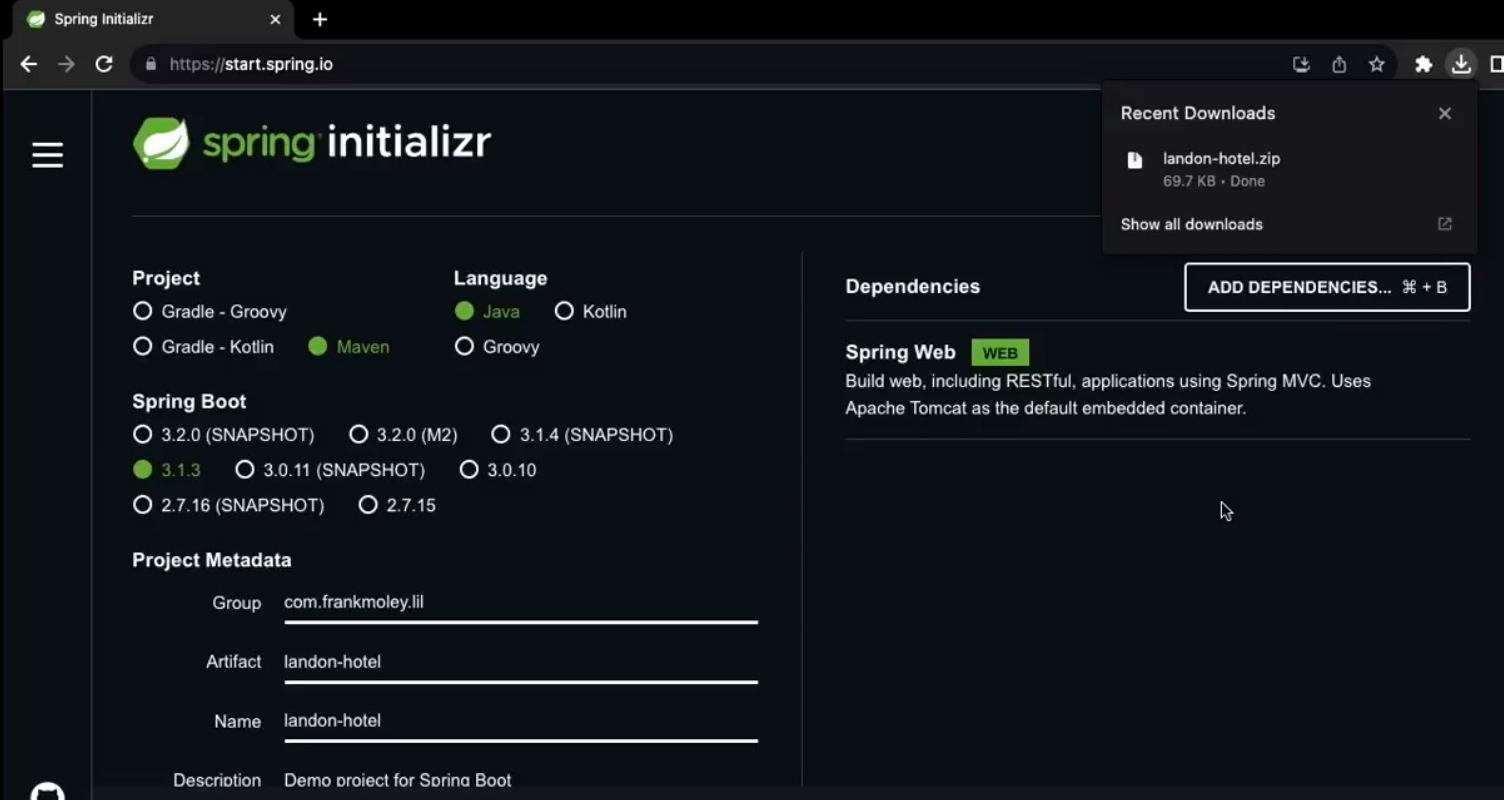 Spring Initializr
https://start.spring.io
Recent Downloads
landon-hotel.zip
69.7 KB • Done
Show all downloads
spring initializr
Project
Gradle - Groovy
Gradle - Kotlin Maven
Language
Java Kotlin
Groovy
Spring Boot
3.2.0 (SNAPSHOT) 3.2.0 (M2) 3.1.4 (SNAPSHOT)
3.1.3 3.0.11 (SNAPSHOT) 3.0.10
2.7.16 (SNAPSHOT) 2.7.15
Project Metadata
Group com.frankmoley.lil
Artifact landon-hotel
Name landon-hotel
Description Demo project for Spring Boot
Dependencies
ADD DEPENDENCIES... ⌘ + B
Spring Web WEB
Build web, including RESTful, applications using Spring MVC. Uses
Apache Tomcat as the default embedded container.